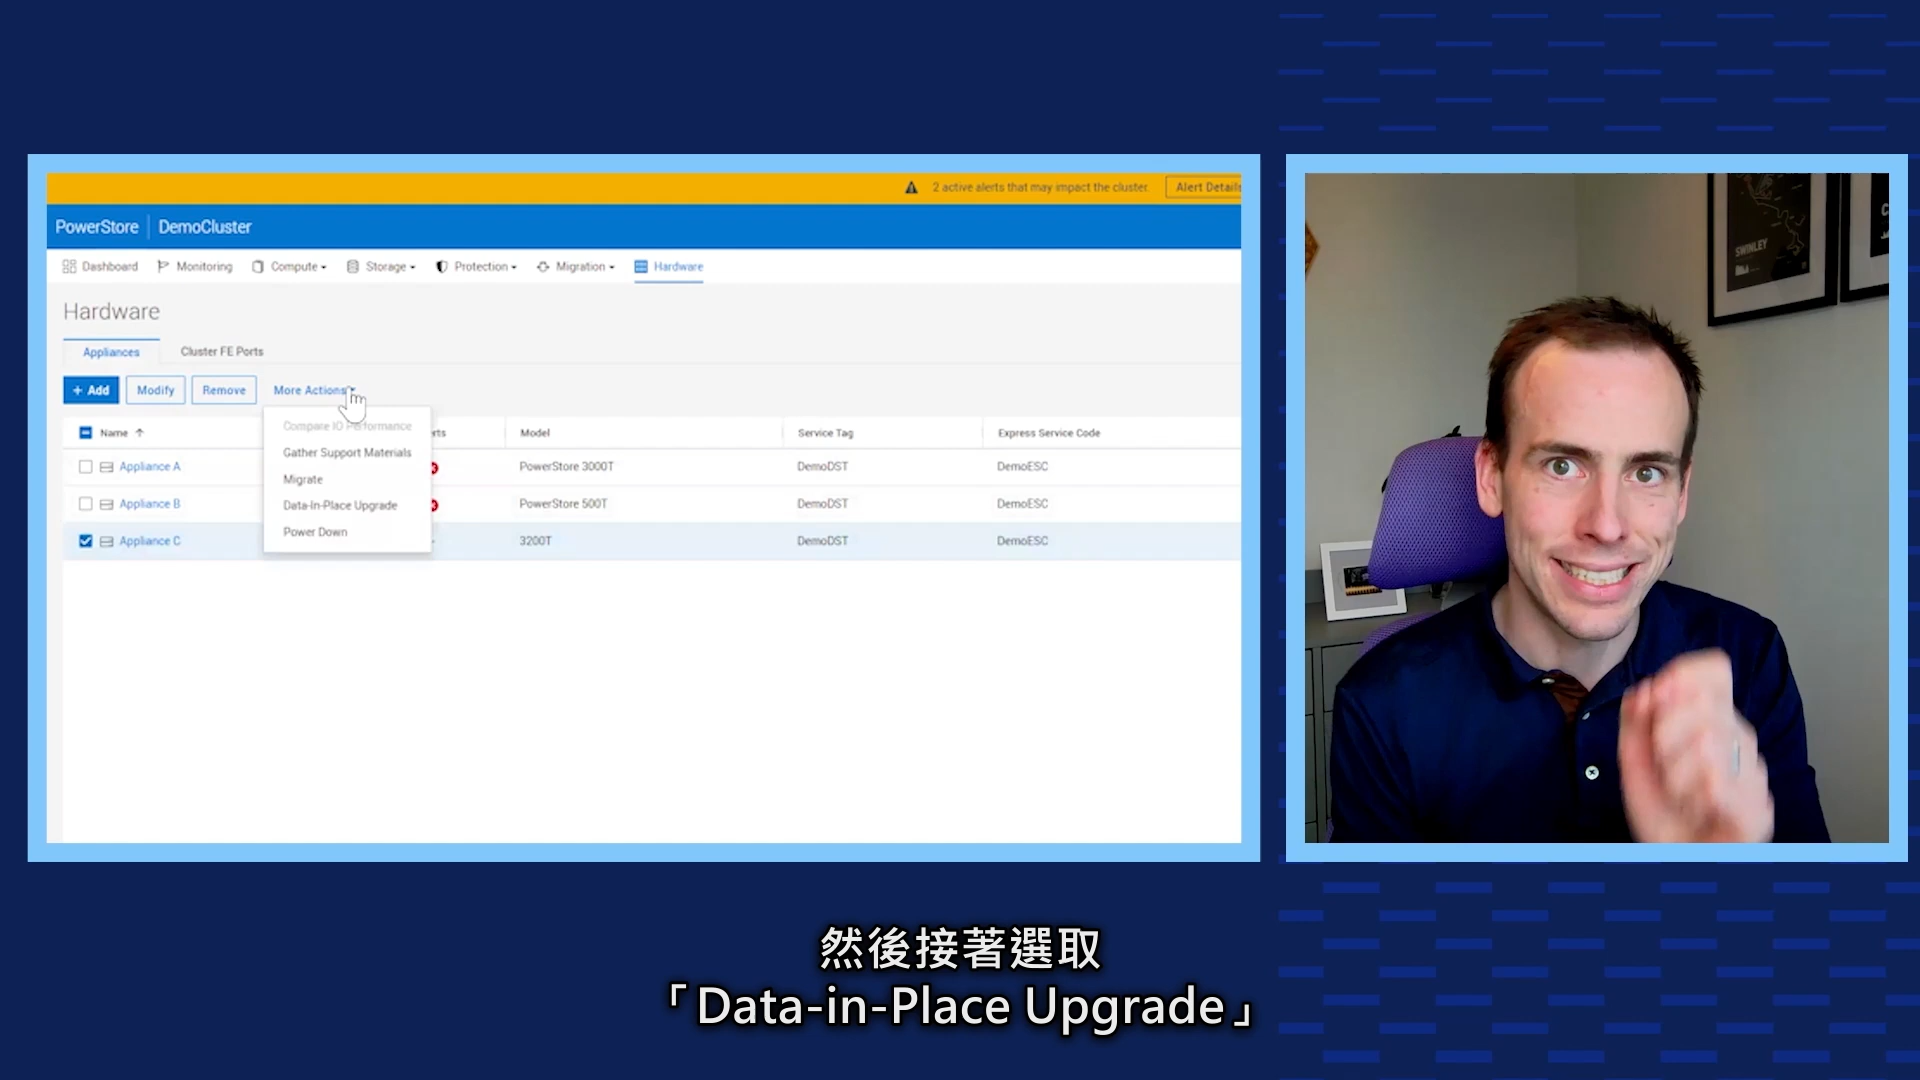 2 active alerts that may impact the cluster. Alert Details
PowerStore DemoCluster
Dashboard Monitoring Compute Storage Protection Migration Hardware
Hardware
Appliances Cluster FE Ports
+ Add Modify Remove More Actions
Compare IO Performance
Gather Support Materials
Migrate
Data-In-Place Upgrade
Power Down
Name Model Service Tag Express Service Code
Appliance A PowerStore 3000T DemoDST DemoESC
Appliance B PowerStore 500T DemoDST DemoESC
Appliance C 3200T DemoDST DemoESC
SWINLEY
然後接著選取
「Data-in-Place Upgrade」